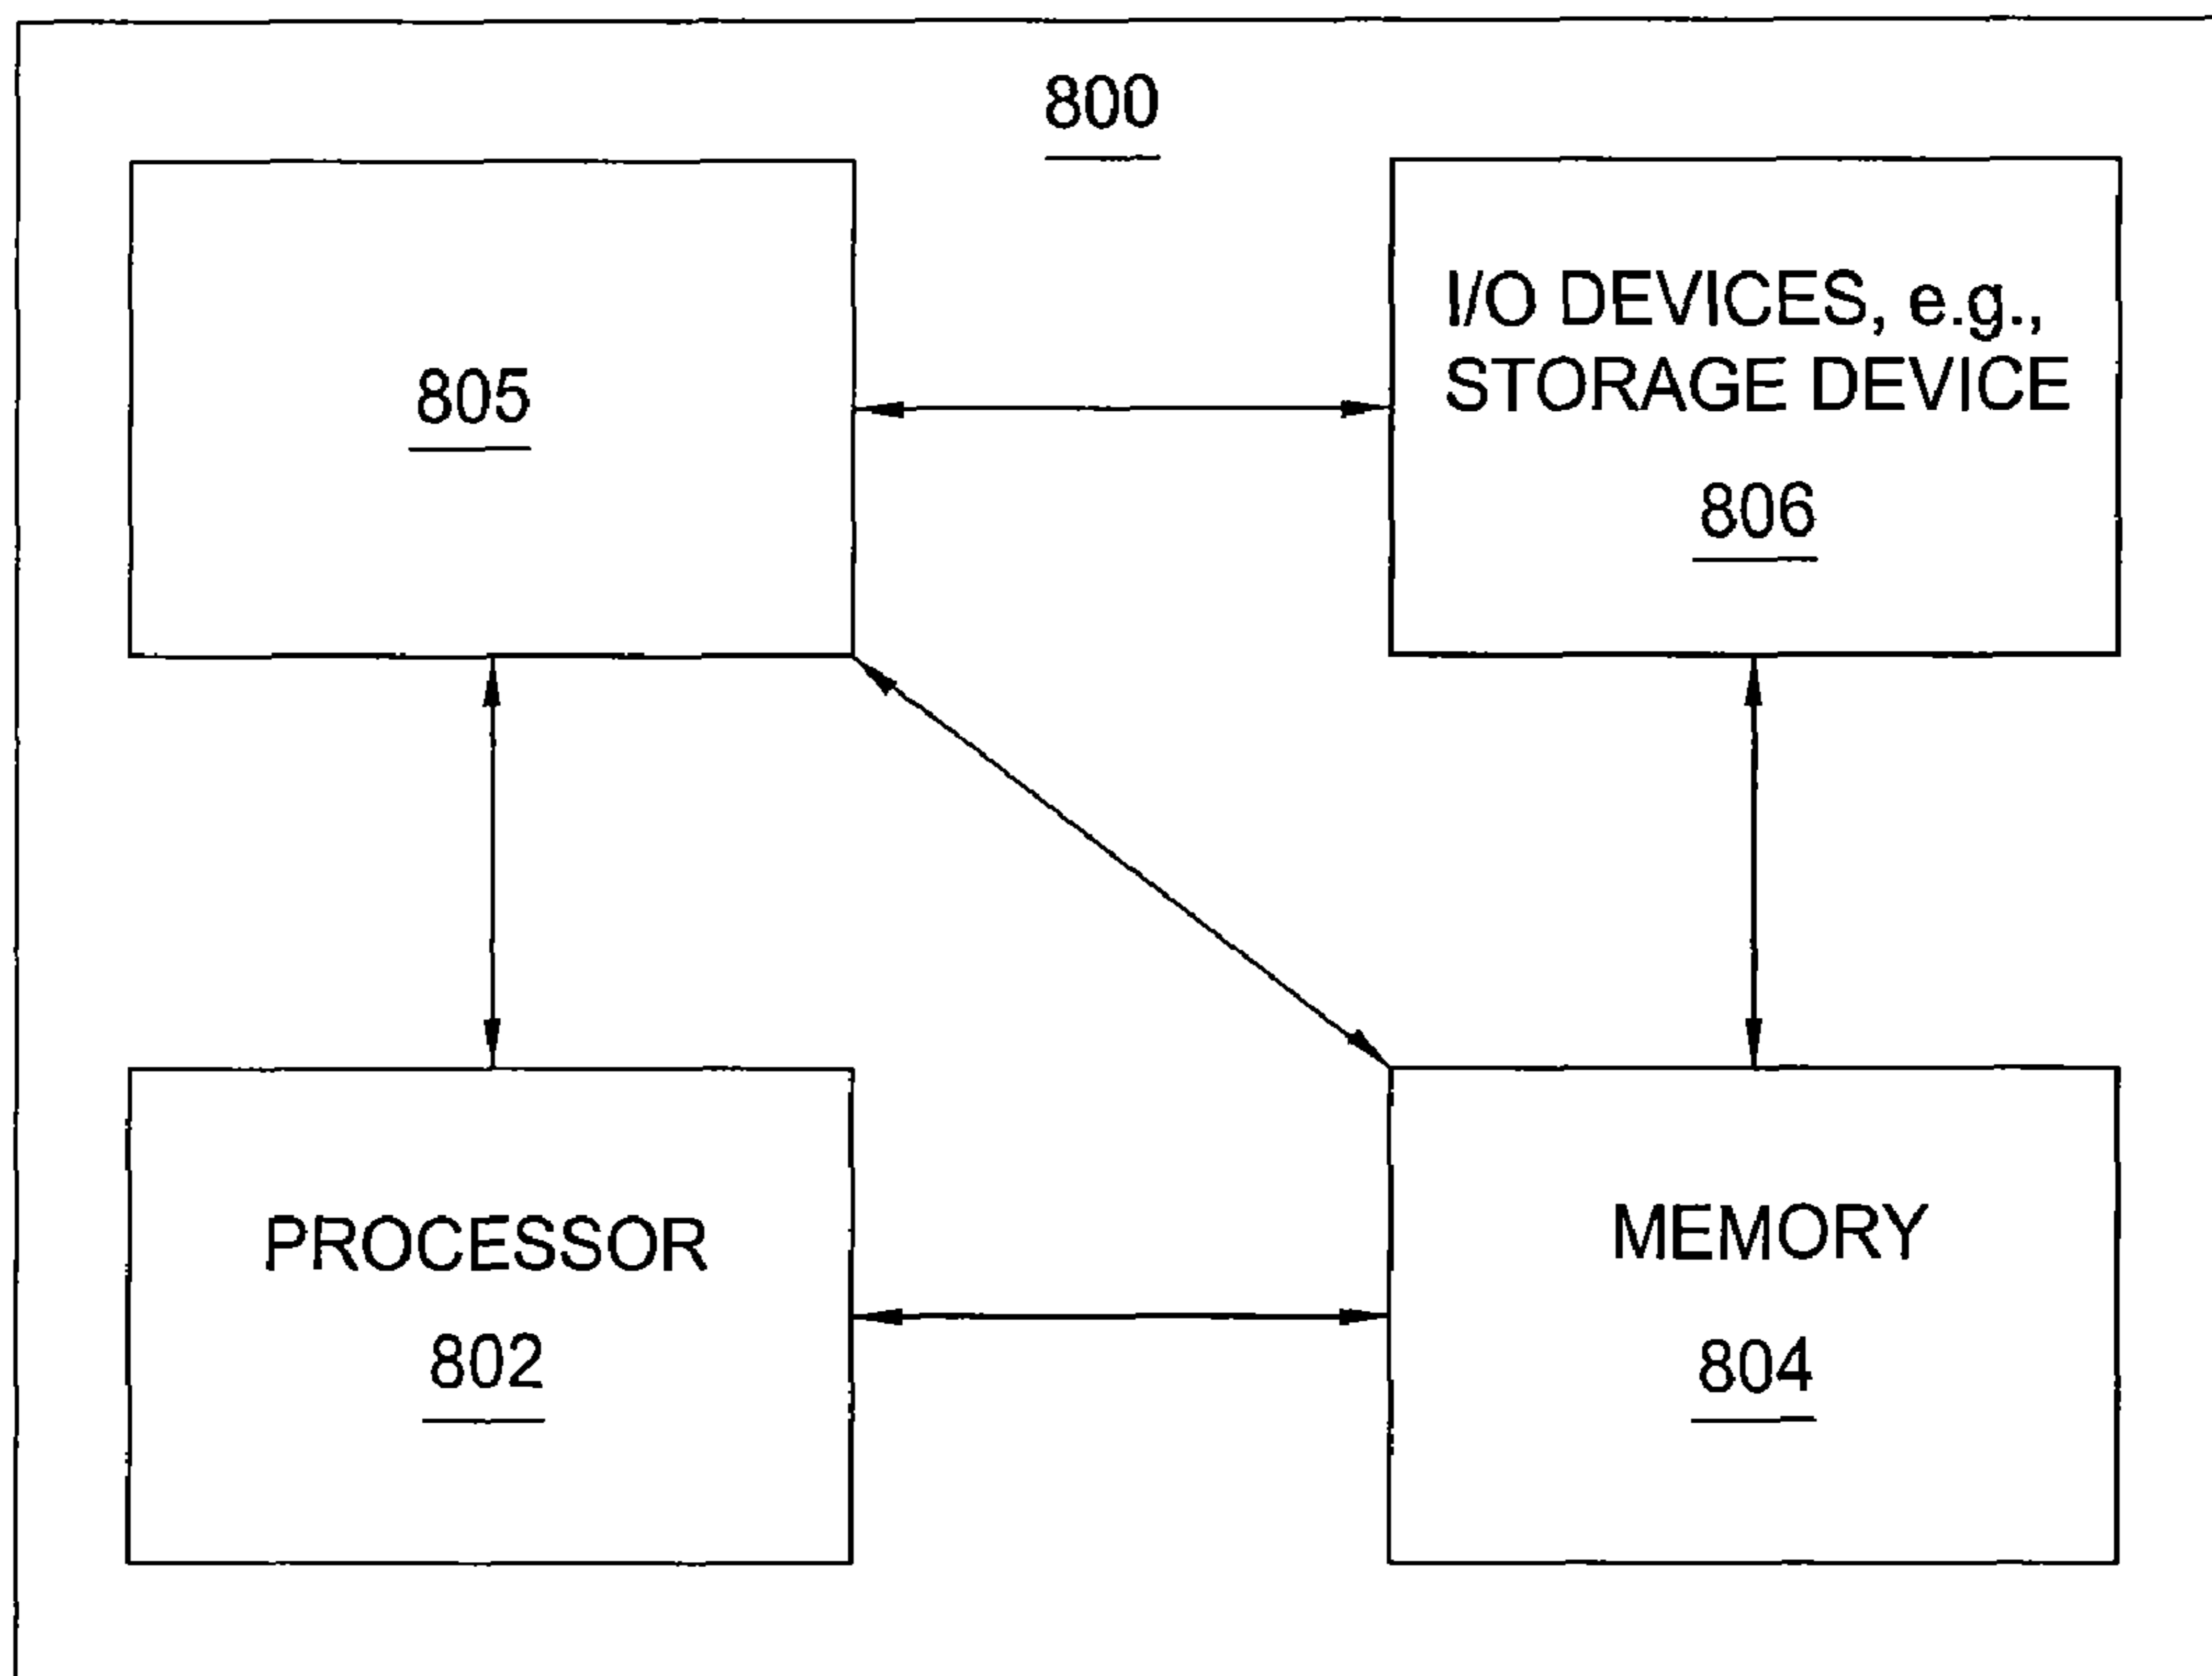 800
805
I/O DEVICES, e.g.,
STORAGE DEVICE
806
PROCESSOR
802
MEMORY
804